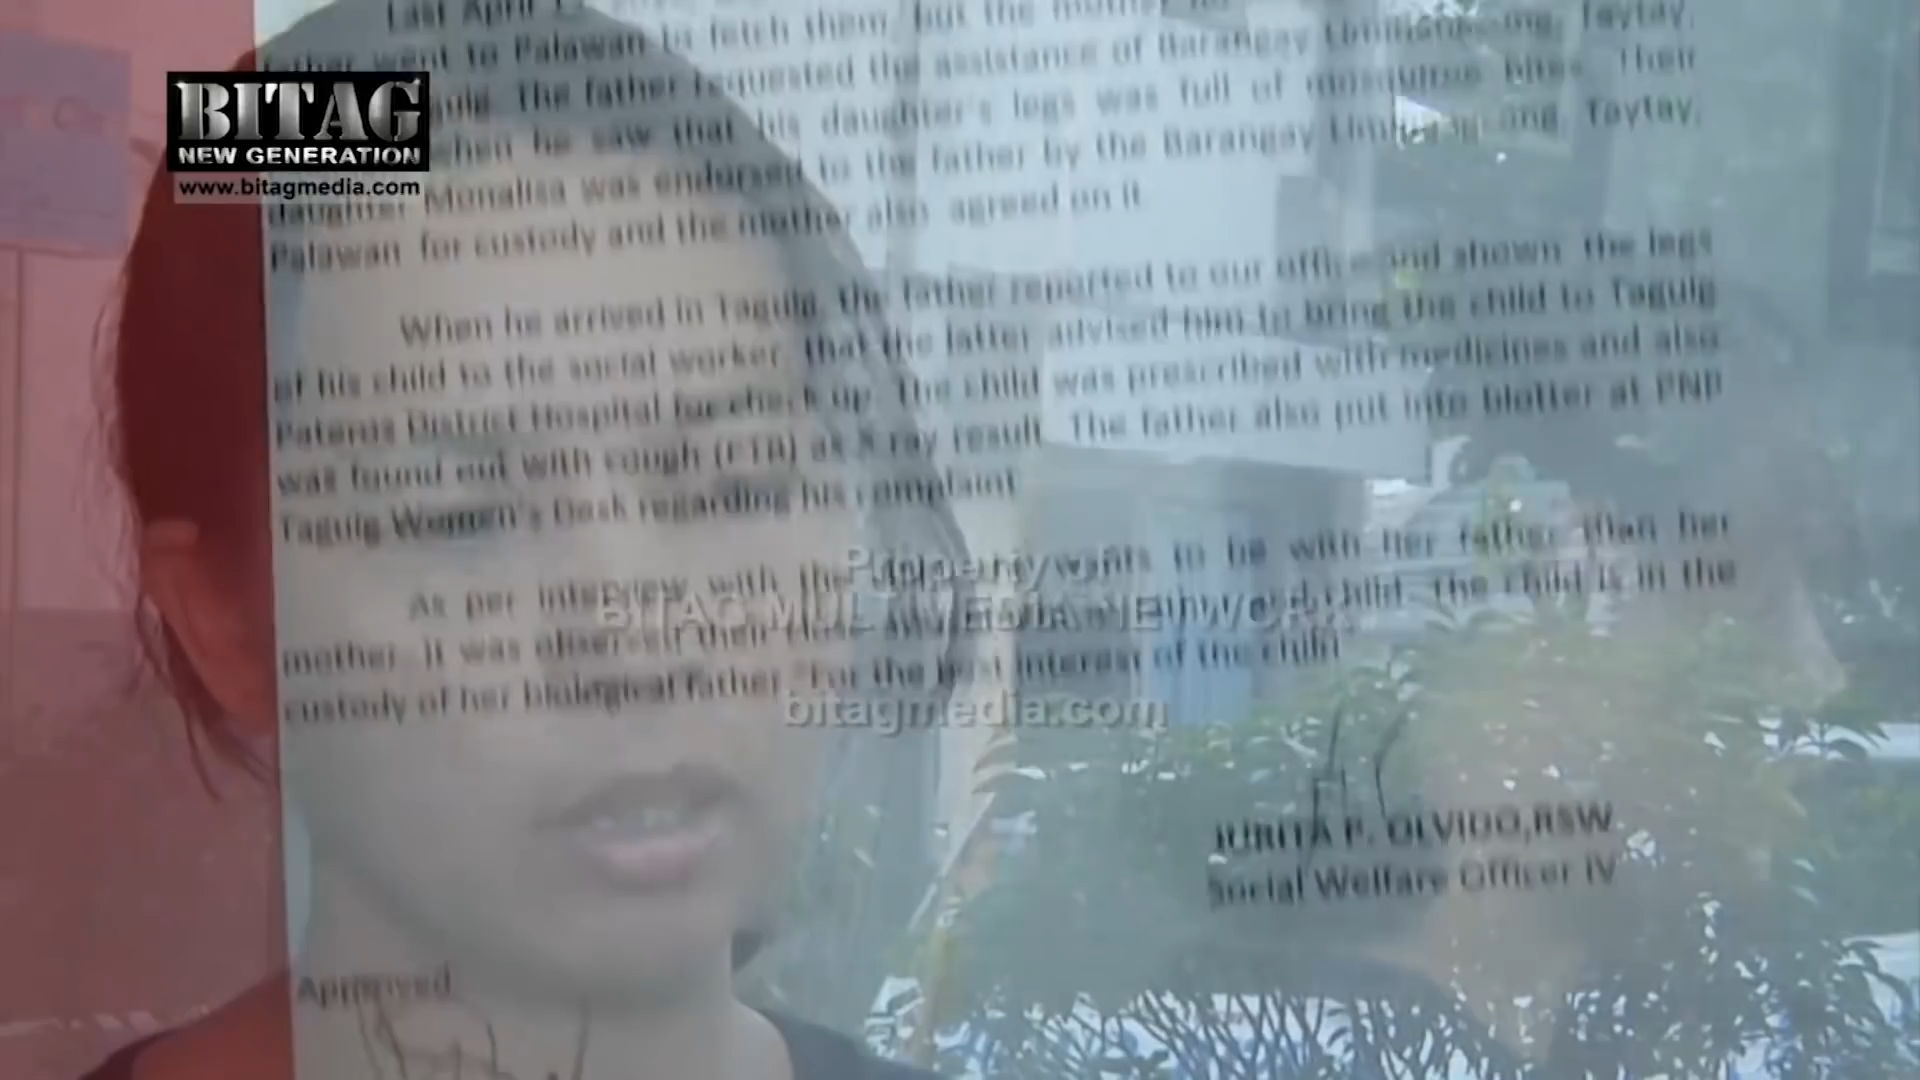 Last April
father went to Palawan to fetch them, but the mother
The father requested the assistance of Barangay Taytay,
when he saw that his daughter's legs was full of mosquitoe bites. Their
daughter Monalisa was endorsed to the father by the Barangay Taytay,
Palawan for custody and the mother also agreed on it
When he arrived in Taguig, the father reported to our office and shown the legs
of his child to the social worker, that the latter advised him to bring the child to Taguig
Pateros District Hospital for check up. The child was prescribed with medicines and also
was found out with cough (PTB) as X ray result. The father also put into blotter at PNP
Taguig Women's Desk regarding his complaint
As per interview with the wants to be with her father than her
mother. It was observed their close child. The child is in the
custody of her biological father "For the best interest of the child
JURITA P. OLVIDO,RSW
Social Welfare Officer IV
Approved
BITAG
NEW GENERATION
www.bitagmedia.com
Property of
BITAG MULTIMEDIA NETWORK
bitagmedia.com